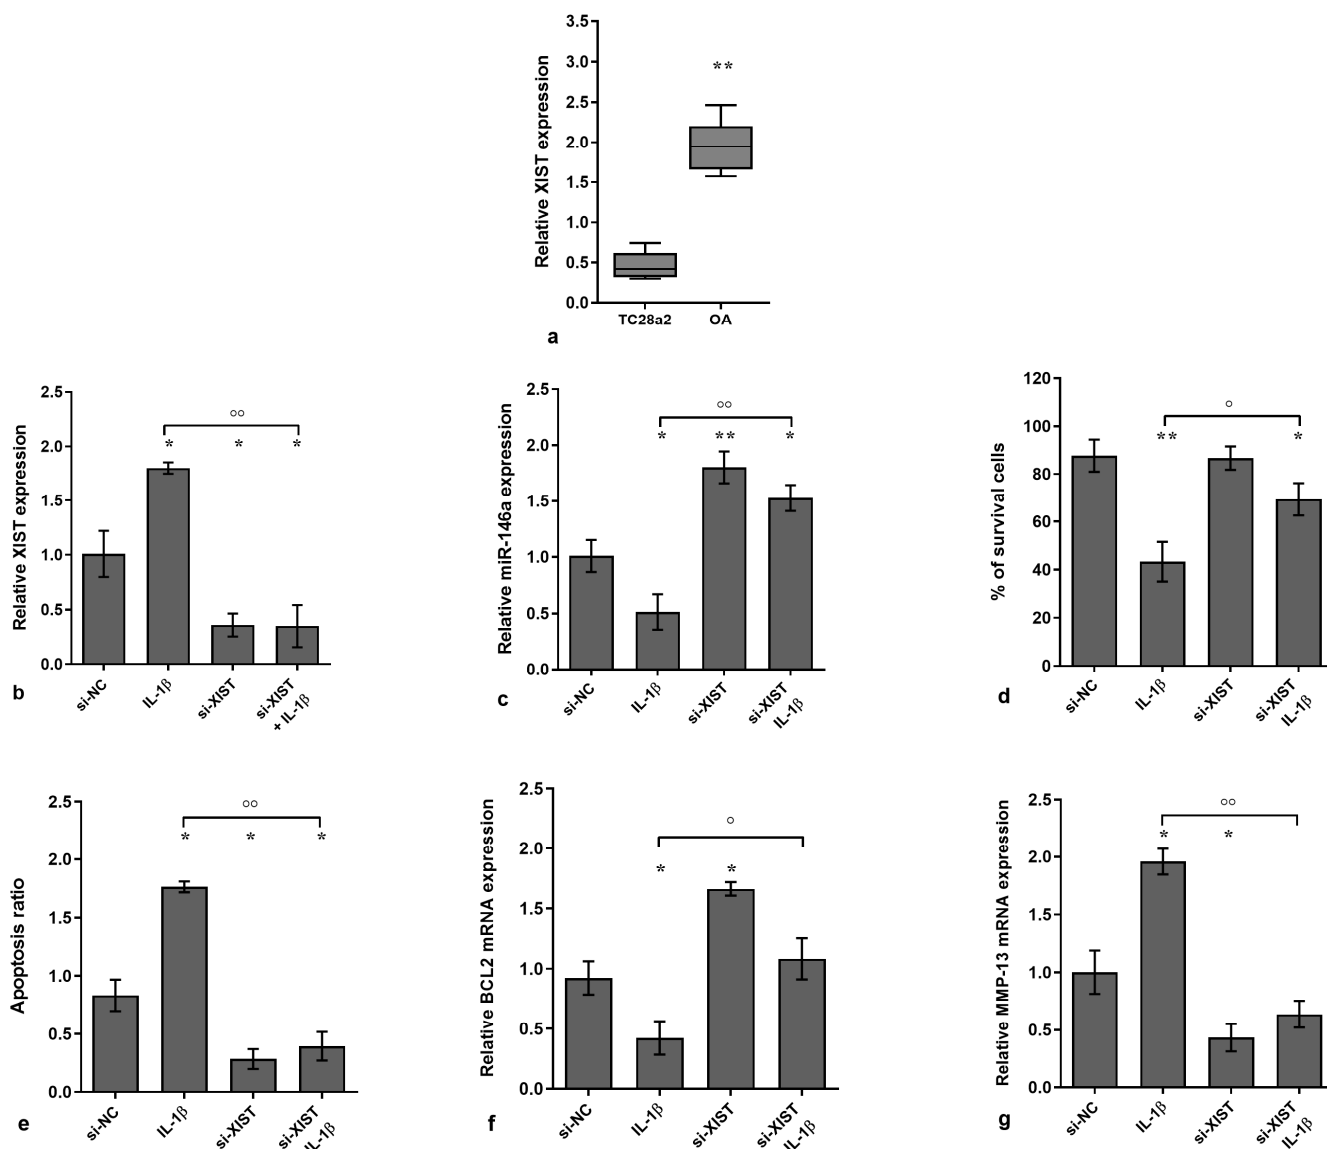 3.5
3.0
2.5
2.0
1.5
1.0
0.5
0.0
Relative XIST expression
**
TC28a2
OA
a
2.5
2.0
1.5
1.0
0.5
0.0
Relative XIST expression
°°
* * *
si-NC
IL-1β
si-XIST
si-XIST
+ IL-1β
b
2.5
2.0
1.5
1.0
0.5
0.0
Relative miR-146a expression
°°
* ** *
si-NC
IL-1β
si-XIST
si-XIST
IL-1β
c
120
100
80
60
40
20
0
% of survival cells
°
** *
si-NC
IL-1β
si-XIST
si-XIST
IL-1β
d
2.5
2.0
1.5
1.0
0.5
0.0
Apoptosis ratio
°°
* * *
si-NC
IL-1β
si-XIST
si-XIST
IL-1β
e
2.5
2.0
1.5
1.0
0.5
0.0
Relative BCL2 mRNA expression
°
* *
si-NC
IL-1β
si-XIST
si-XIST
IL-1β
f
2.5
2.0
1.5
1.0
0.5
0.0
Relative MMP-13 mRNA expression
°°
* *
si-NC
IL-1β
si-XIST
si-XIST
IL-1β
g